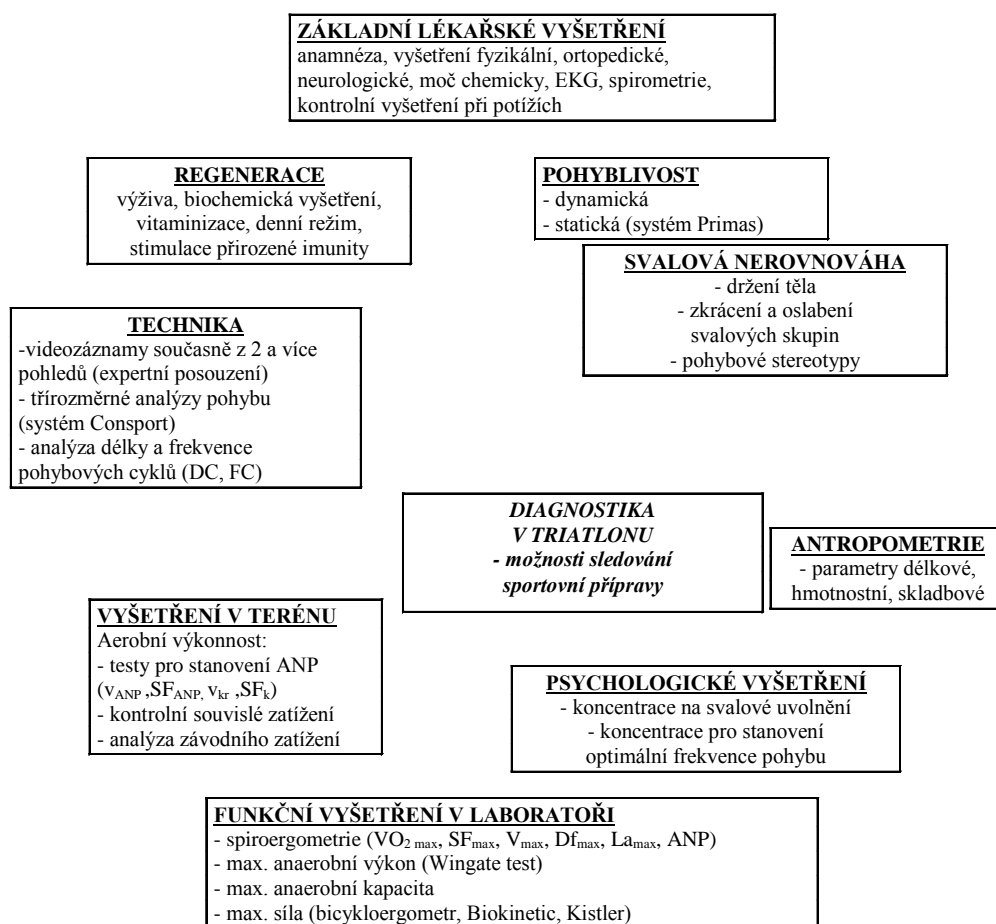 ZÁKLADNÍ LÉKAŘSKÉ VYŠETŘENÍ
anamnéza, vyšetření fyzikální, ortopedické,
neurologické, moč chemicky, EKG, spirometrie,
kontrolní vyšetření při potížích
REGENERACE
výživa, biochemická vyšetření,
vitaminizace, denní režim,
stimulace přirozené imunity
POHYBLIVOST
- dynamická
- statická (systém Primas)
SVALOVÁ NEROVNOVÁHA
- držení těla
- zkrácení a oslabení
svalových skupin
- pohybové stereotypy
TECHNIKA
-videozáznamy současně z 2 a více
pohledů (expertní posouzení)
- třírozměrné analýzy pohybu
(systém Consport)
- analýza délky a frekvence
pohybových cyklů (DC, FC)
DIAGNOSTIKA
V TRIATLONU
- možnosti sledování
sportovní přípravy
ANTROPOMETRIE
- parametry délkové,
hmotnostní, skladbové
VYŠETŘENÍ V TERÉNU
Aerobní výkonnost:
- testy pro stanovení ANP
(vANP ,SFANP, vkr ,SFk)
- kontrolní souvislé zatížení
- analýza závodního zatížení
PSYCHOLOGICKÉ VYŠETŘENÍ
- koncentrace na svalové uvolnění
- koncentrace pro stanovení
optimální frekvence pohybu
FUNKČNÍ VYŠETŘENÍ V LABORATOŘI
- spiroergometrie (VO2 max, SFmax, Vmax, Dfmax, Lamax, ANP)
- max. anaerobní výkon (Wingate test)
- max. anaerobní kapacita
- max. síla (bicykloergometr, Biokinetic, Kistler)